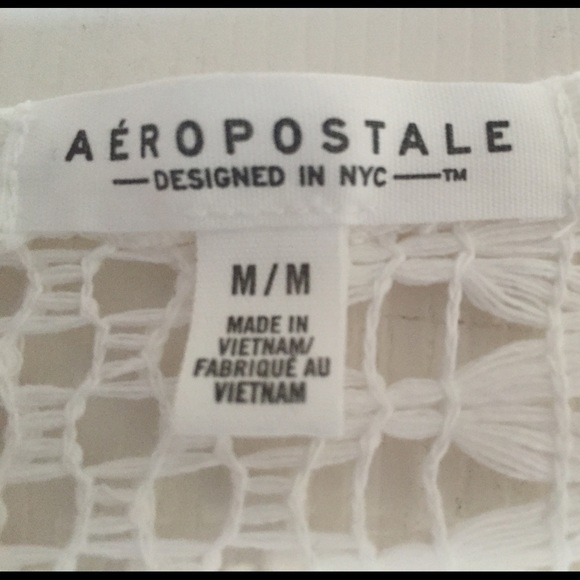 AÉROPOSTALE
—DESIGNED IN NYC—™
M/M
MADE IN
VIETNAM/
FABRIQUÉ AU
VIETNAM